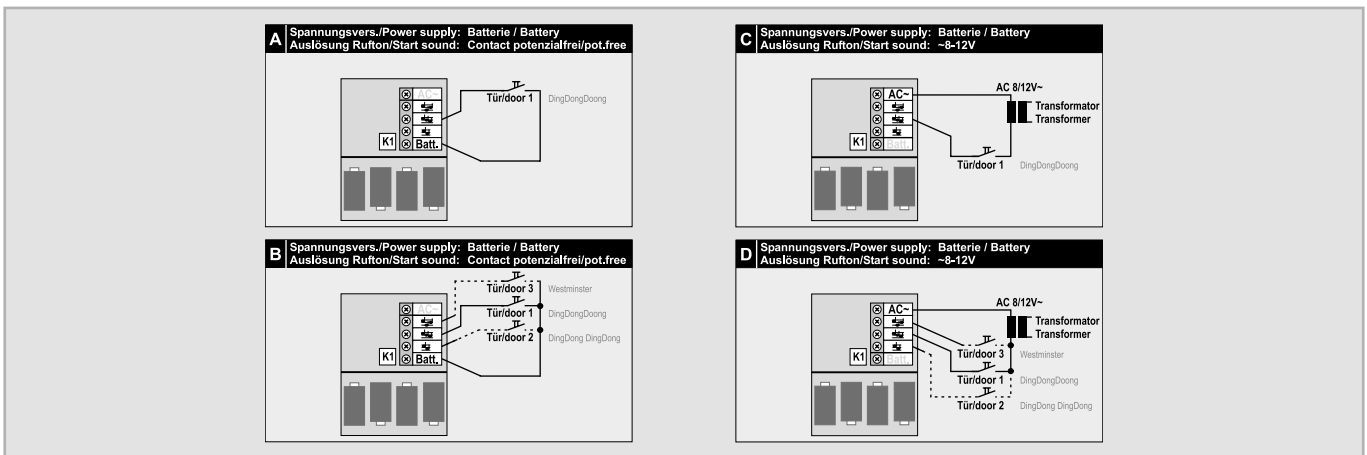 A Spannungsvers./Power supply: Batterie / Battery
Auslösung Rufton/Start sound: Contact potenzialfrei/pot.free
AC~
Tür/door 1 DingDongDoong
K1 Batt.
B Spannungsvers./Power supply: Batterie / Battery
Auslösung Rufton/Start sound: Contact potenzialfrei/pot.free
Tür/door 3 Westminster
AC~
Tür/door 1 DingDongDoong
Tür/door 2 DingDong DingDong
K1 Batt.
C Spannungsvers./Power supply: Batterie / Battery
Auslösung Rufton/Start sound: ~8-12V
AC 8/12V~
AC~
Transformator
Transformer
K1 Batt.
Tür/door 1 DingDongDoong
D Spannungsvers./Power supply: Batterie / Battery
Auslösung Rufton/Start sound: ~8-12V
AC 8/12V~
AC~
Transformator
Transformer
K1 Batt.
Tür/door 3 Westminster
Tür/door 1 DingDongDoong
Tür/door 2 DingDong DingDong